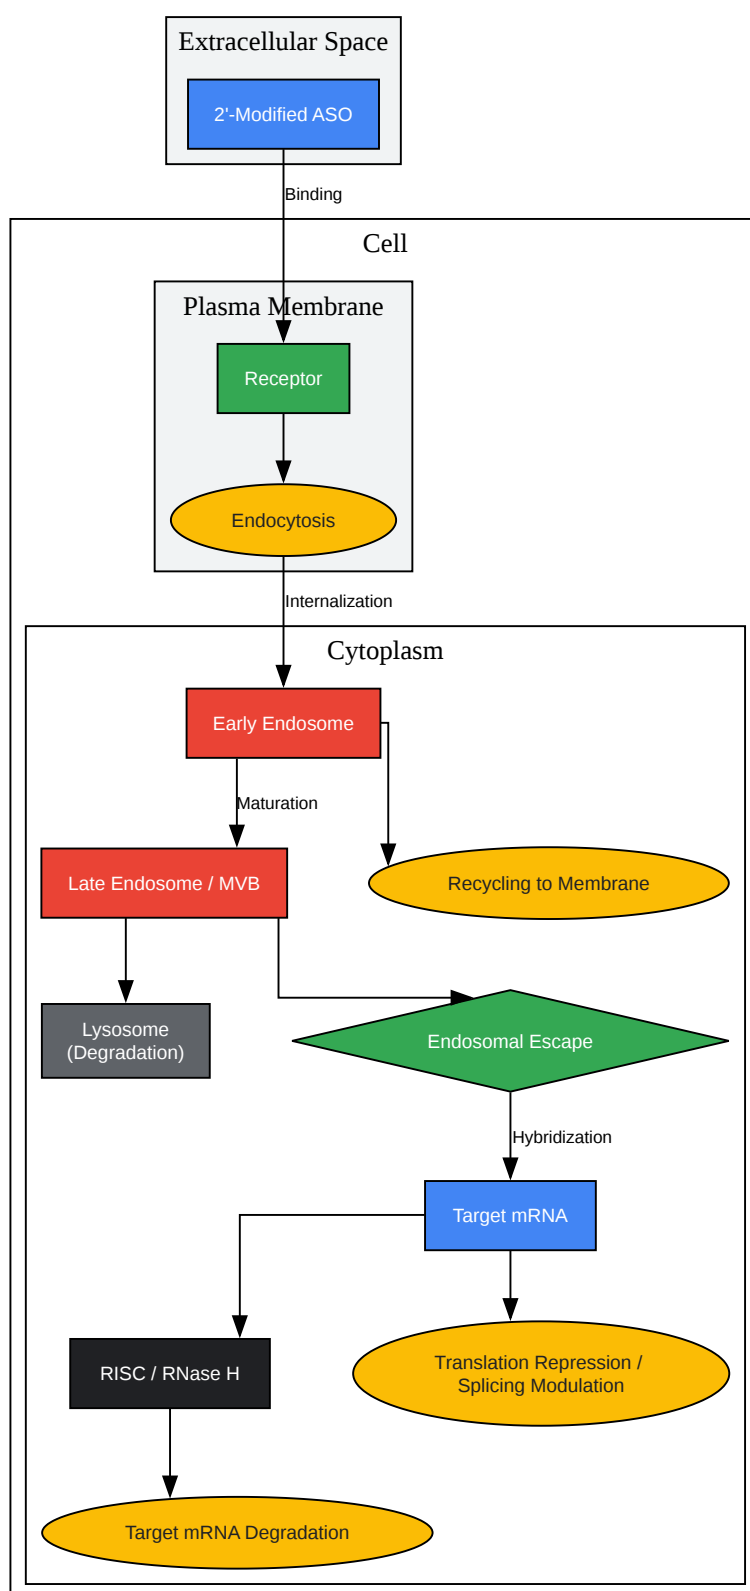 Extracellular Space
2'-Modified ASO
Binding
Cell
Plasma Membrane
Receptor
Endocytosis
Internalization
Cytoplasm
Early Endosome
Maturation
Late Endosome / MVB
Recycling to Membrane
Lysosome
(Degradation)
Endosomal Escape
Hybridization
Target mRNA
RISC / RNase H
Translation Repression /
Splicing Modulation
Target mRNA Degradation